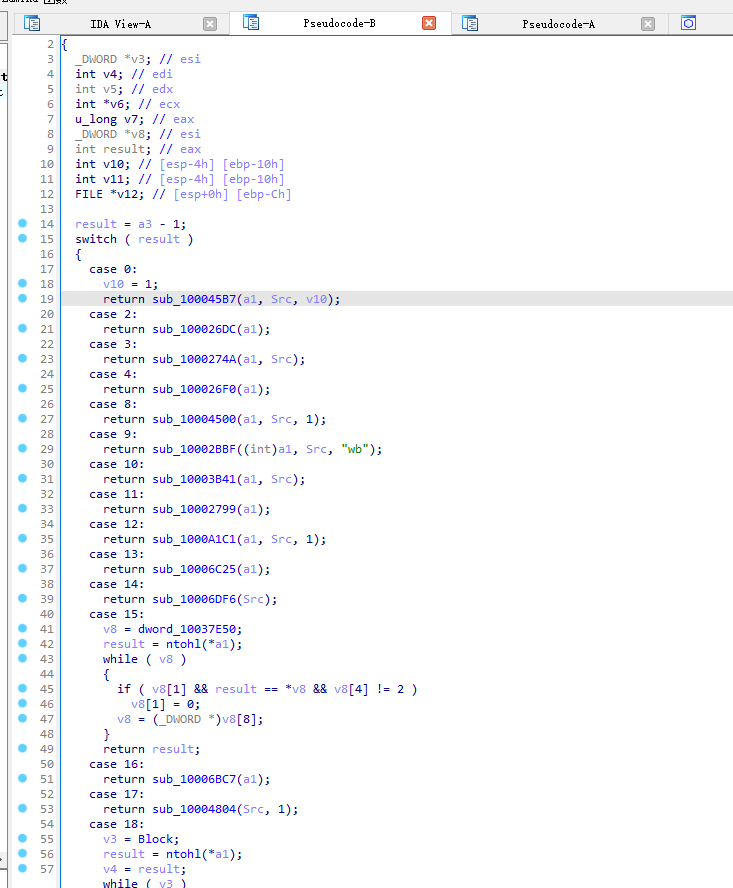 IDA View-A
Pseudocode-B
Pseudocode-A
2 {
3 _DWORD *v3; // esi
4 int v4; // edi
5 int v5; // edx
6 int *v6; // ecx
7 u_long v7; // eax
8 _DWORD *v8; // esi
9 int result; // eax
10 int v10; // [esp-4h] [ebp-10h]
11 int v11; // [esp-4h] [ebp-10h]
12 FILE *v12; // [esp+0h] [ebp-Ch]
13
14 result = a3 - 1;
15 switch ( result )
16 {
17 case 0:
18 v10 = 1;
19 return sub_100045B7(a1, Src, v10);
20 case 2:
21 return sub_100026DC(a1);
22 case 3:
23 return sub_1000274A(a1, Src);
24 case 4:
25 return sub_100026F0(a1);
26 case 8:
27 return sub_10004500(a1, Src, 1);
28 case 9:
29 return sub_10002BBF((int)a1, Src, "wb");
30 case 10:
31 return sub_10003B41(a1, Src);
32 case 11:
33 return sub_10002799(a1);
34 case 12:
35 return sub_1000A1C1(a1, Src, 1);
36 case 13:
37 return sub_10006C25(a1);
38 case 14:
39 return sub_10006DF6(Src);
40 case 15:
41 v8 = dword_10037E50;
42 result = ntohl(*a1);
43 while ( v8 )
44 {
45 if ( v8[1] && result == *v8 && v8[4] != 2 )
46 v8[1] = 0;
47 v8 = (_DWORD *)v8[8];
48 }
49 return result;
50 case 16:
51 return sub_10006BC7(a1);
52 case 17:
53 return sub_10004804(Src, 1);
54 case 18:
55 v3 = Block;
56 result = ntohl(*a1);
57 v4 = result;
while ( v3 )